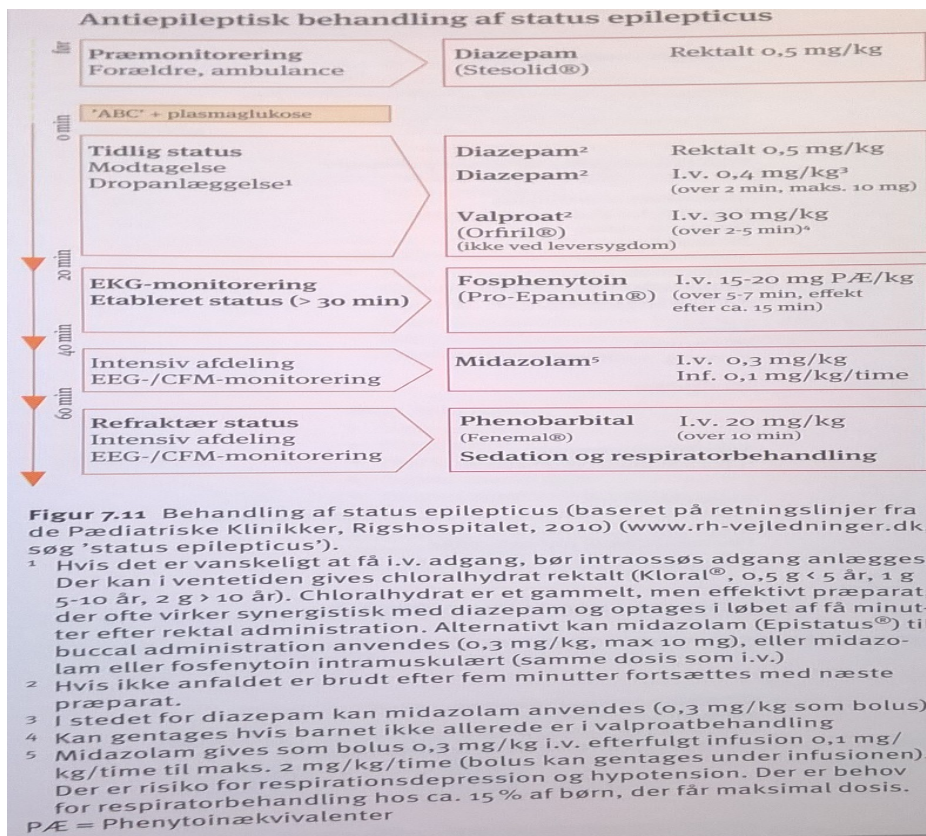 Antiepileptisk behandling af status epilepticus
før
Præmonitorering
Forældre, ambulance
Diazepam Rektalt 0,5 mg/kg
(Stesolid®)
0 min
'ABC' + plasmaglukose
Tidlig status
Modtagelse
Dropanlæggelse¹
Diazepam² Rektalt 0,5 mg/kg
Diazepam² I.v. 0,4 mg/kg³
(over 2 min, maks. 10 mg)
Valproat² I.v. 30 mg/kg
(Orfiril®) (over 2-5 min)⁴
(ikke ved leversygdom)
20 min
EKG-monitorering
Etableret status (> 30 min)
Fosphenytoin I.v. 15-20 mg PÆ/kg
(Pro-Epanutin®) (over 5-7 min, effekt
efter ca. 15 min)
40 min
Intensiv afdeling
EEG-/CFM-monitorering
Midazolam⁵ I.v. 0,3 mg/kg
Inf. 0,1 mg/kg/time
60 min
Refraktær status
Intensiv afdeling
EEG-/CFM-monitorering
Phenobarbital I.v. 20 mg/kg
(Fenemal®) (over 10 min)
Sedation og respiratorbehandling
Figur 7.11 Behandling af status epilepticus (baseret på retningslinjer fra
de Pædiatriske Klinikker, Rigshospitalet, 2010) (www.rh-vejledninger.dk
søg 'status epilepticus').
¹ Hvis det er vanskeligt at få i.v. adgang, bør intraossøs adgang anlægges
Der kan i ventetiden gives chloralhydrat rektalt (Kloral®, 0,5 g < 5 år, 1 g
5-10 år, 2 g > 10 år). Chloralhydrat er et gammelt, men effektivt præparat
der ofte virker synergistisk med diazepam og optages i løbet af få minut-
ter efter rektal administration. Alternativt kan midazolam (Epistatus®) til
buccal administration anvendes (0,3 mg/kg, max 10 mg), eller midazo-
lam eller fosfenytoin intramuskulært (samme dosis som i.v.)
² Hvis ikke anfaldet er brudt efter fem minutter fortsættes med næste
præparat.
³ I stedet for diazepam kan midazolam anvendes (0,3 mg/kg som bolus)
⁴ Kan gentages hvis barnet ikke allerede er i valproatbehandling
⁵ Midazolam gives som bolus 0,3 mg/kg i.v. efterfulgt infusion 0,1 mg/
kg/time til maks. 2 mg/kg/time (bolus kan gentages under infusionen).
Der er risiko for respirationsdepression og hypotension. Der er behov
for respiratorbehandling hos ca. 15 % af børn, der får maksimal dosis.
PÆ = Phenytoinækvivalenter